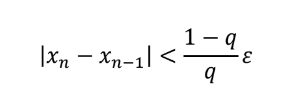 |xₙ − xₙ₋₁| < (1 − q)/q ε